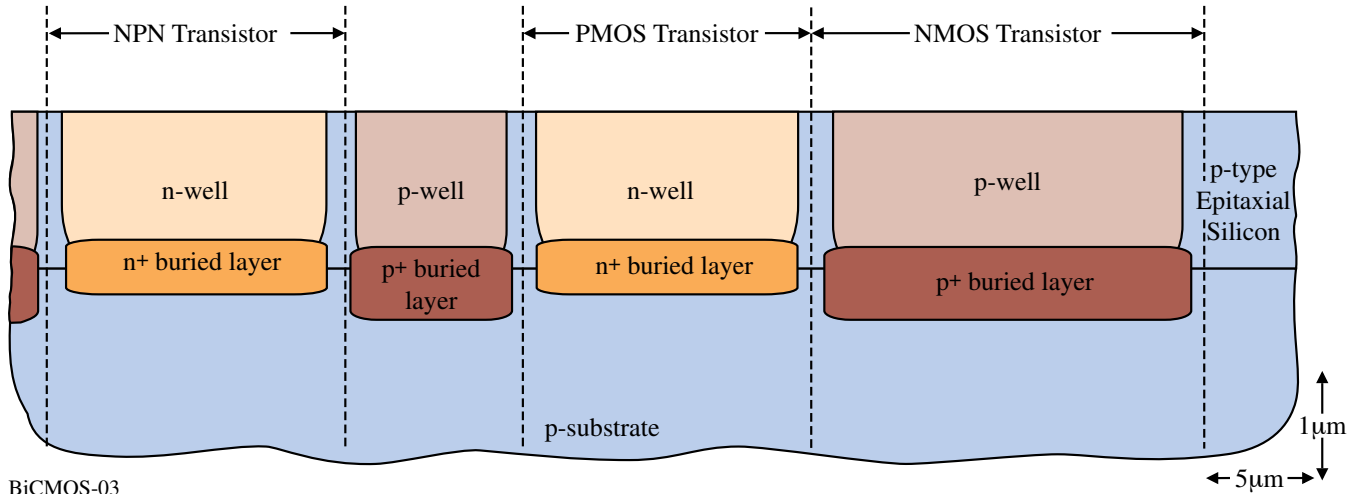 NPN Transistor
PMOS Transistor
NMOS Transistor
n-well
p-well
n-well
p-well
p-type
Epitaxial
Silicon
n+ buried layer
p+ buried
layer
n+ buried layer
p+ buried layer
p-substrate
1μm
5μm
BiCMOS-03